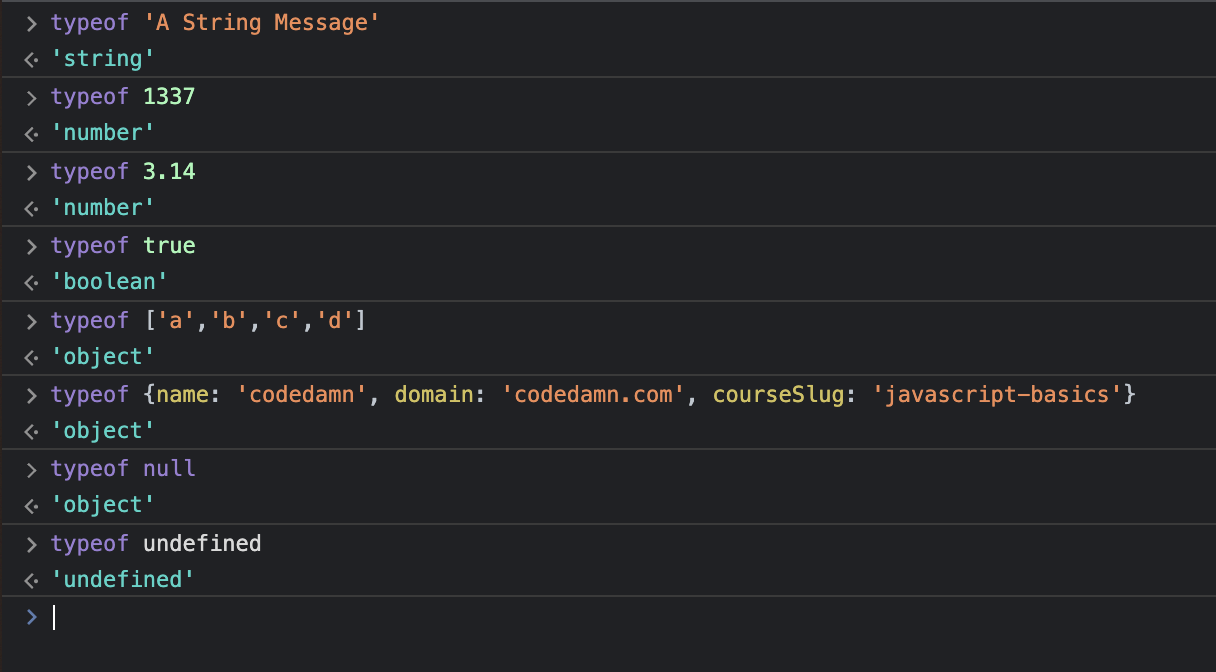 > typeof 'A String Message'
<· 'string'
> typeof 1337
<· 'number'
> typeof 3.14
<· 'number'
> typeof true
<· 'boolean'
> typeof ['a','b','c','d']
<· 'object'
> typeof {name: 'codedamn', domain: 'codedamn.com', courseSlug: 'javascript-basics'}
<· 'object'
> typeof null
<· 'object'
> typeof undefined
<· 'undefined'
>